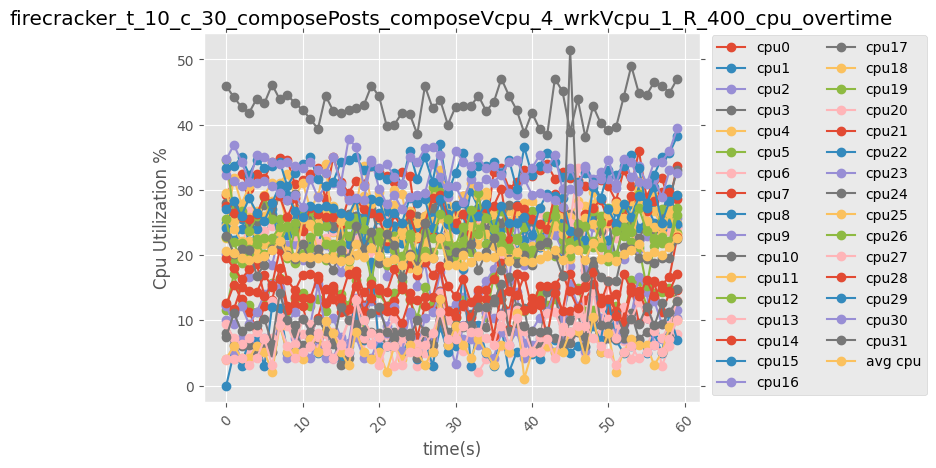 firecracker_t_10_c_30_composePosts_composeVcpu_4_wrkVcpu_1_R_400_cpu_overtime
Cpu Utilization %
50
40
30
20
10
0
0
10
20
30
40
50
60
time(s)
cpu0
cpu1
cpu2
cpu3
cpu4
cpu5
cpu6
cpu7
cpu8
cpu9
cpu10
cpu11
cpu12
cpu13
cpu14
cpu15
cpu16
cpu17
cpu18
cpu19
cpu20
cpu21
cpu22
cpu23
cpu24
cpu25
cpu26
cpu27
cpu28
cpu29
cpu30
cpu31
avg cpu